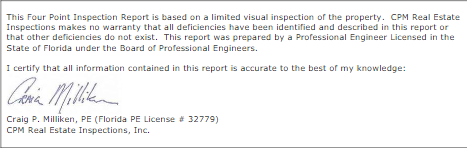 This Four Point Inspection Report is based on a limited visual inspection of the property.  CPM Real Estate
Inspections makes no warranty that all deficiencies have been identified and described in this report or
that other deficiencies do not exist.  This report was prepared by a Professional Engineer Licensed in the
State of Florida under the Board of Professional Engineers.
I certify that all information contained in this report is accurate to the best of my knowledge:
Craig Milliken
Craig P. Milliken, PE (Florida PE License # 32779)
CPM Real Estate Inspections, Inc.